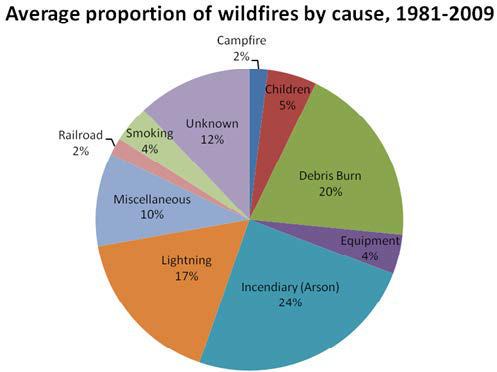 Average proportion of wildfires by cause, 1981-2009
Campfire
2%
Children
5%
Debris Burn
20%
Equipment
4%
Incendiary (Arson)
24%
Lightning
17%
Miscellaneous
10%
Railroad
2%
Smoking
4%
Unknown
12%